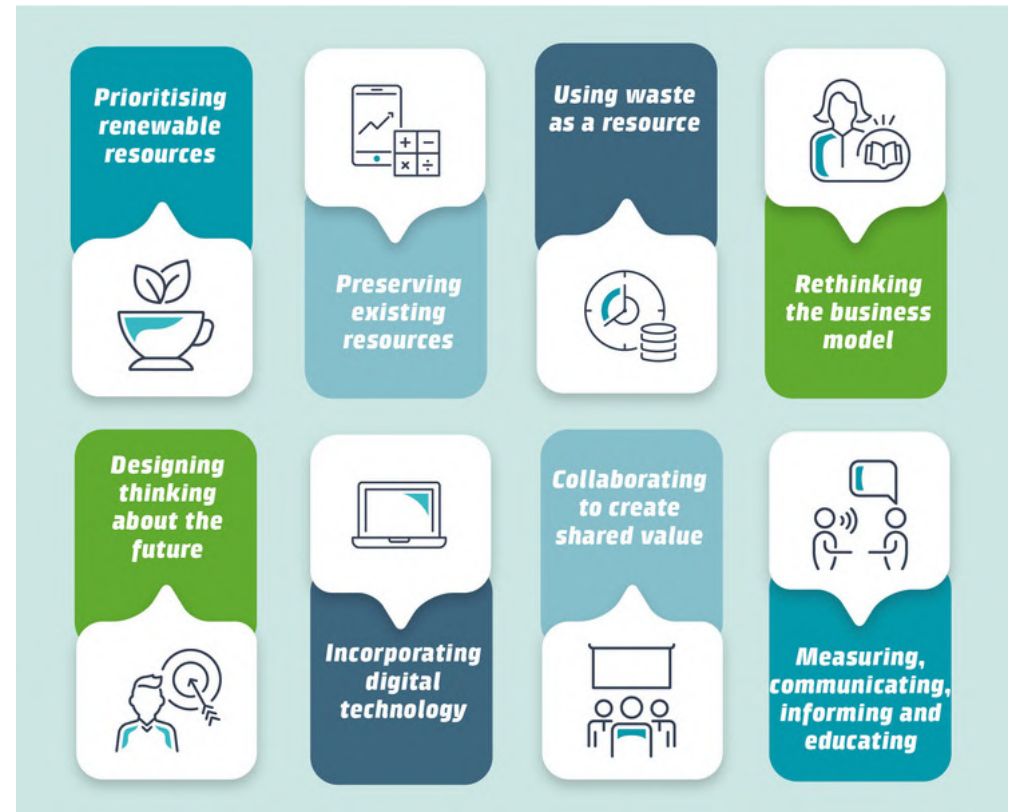 Prioritising
renewable
resources
Preserving
existing
resources
Using waste
as a resource
Rethinking
the business
model
Designing
thinking
about the
future
Incorporating
digital
technology
Collaborating
to create
shared value
Measuring,
communicating,
informing and
educating